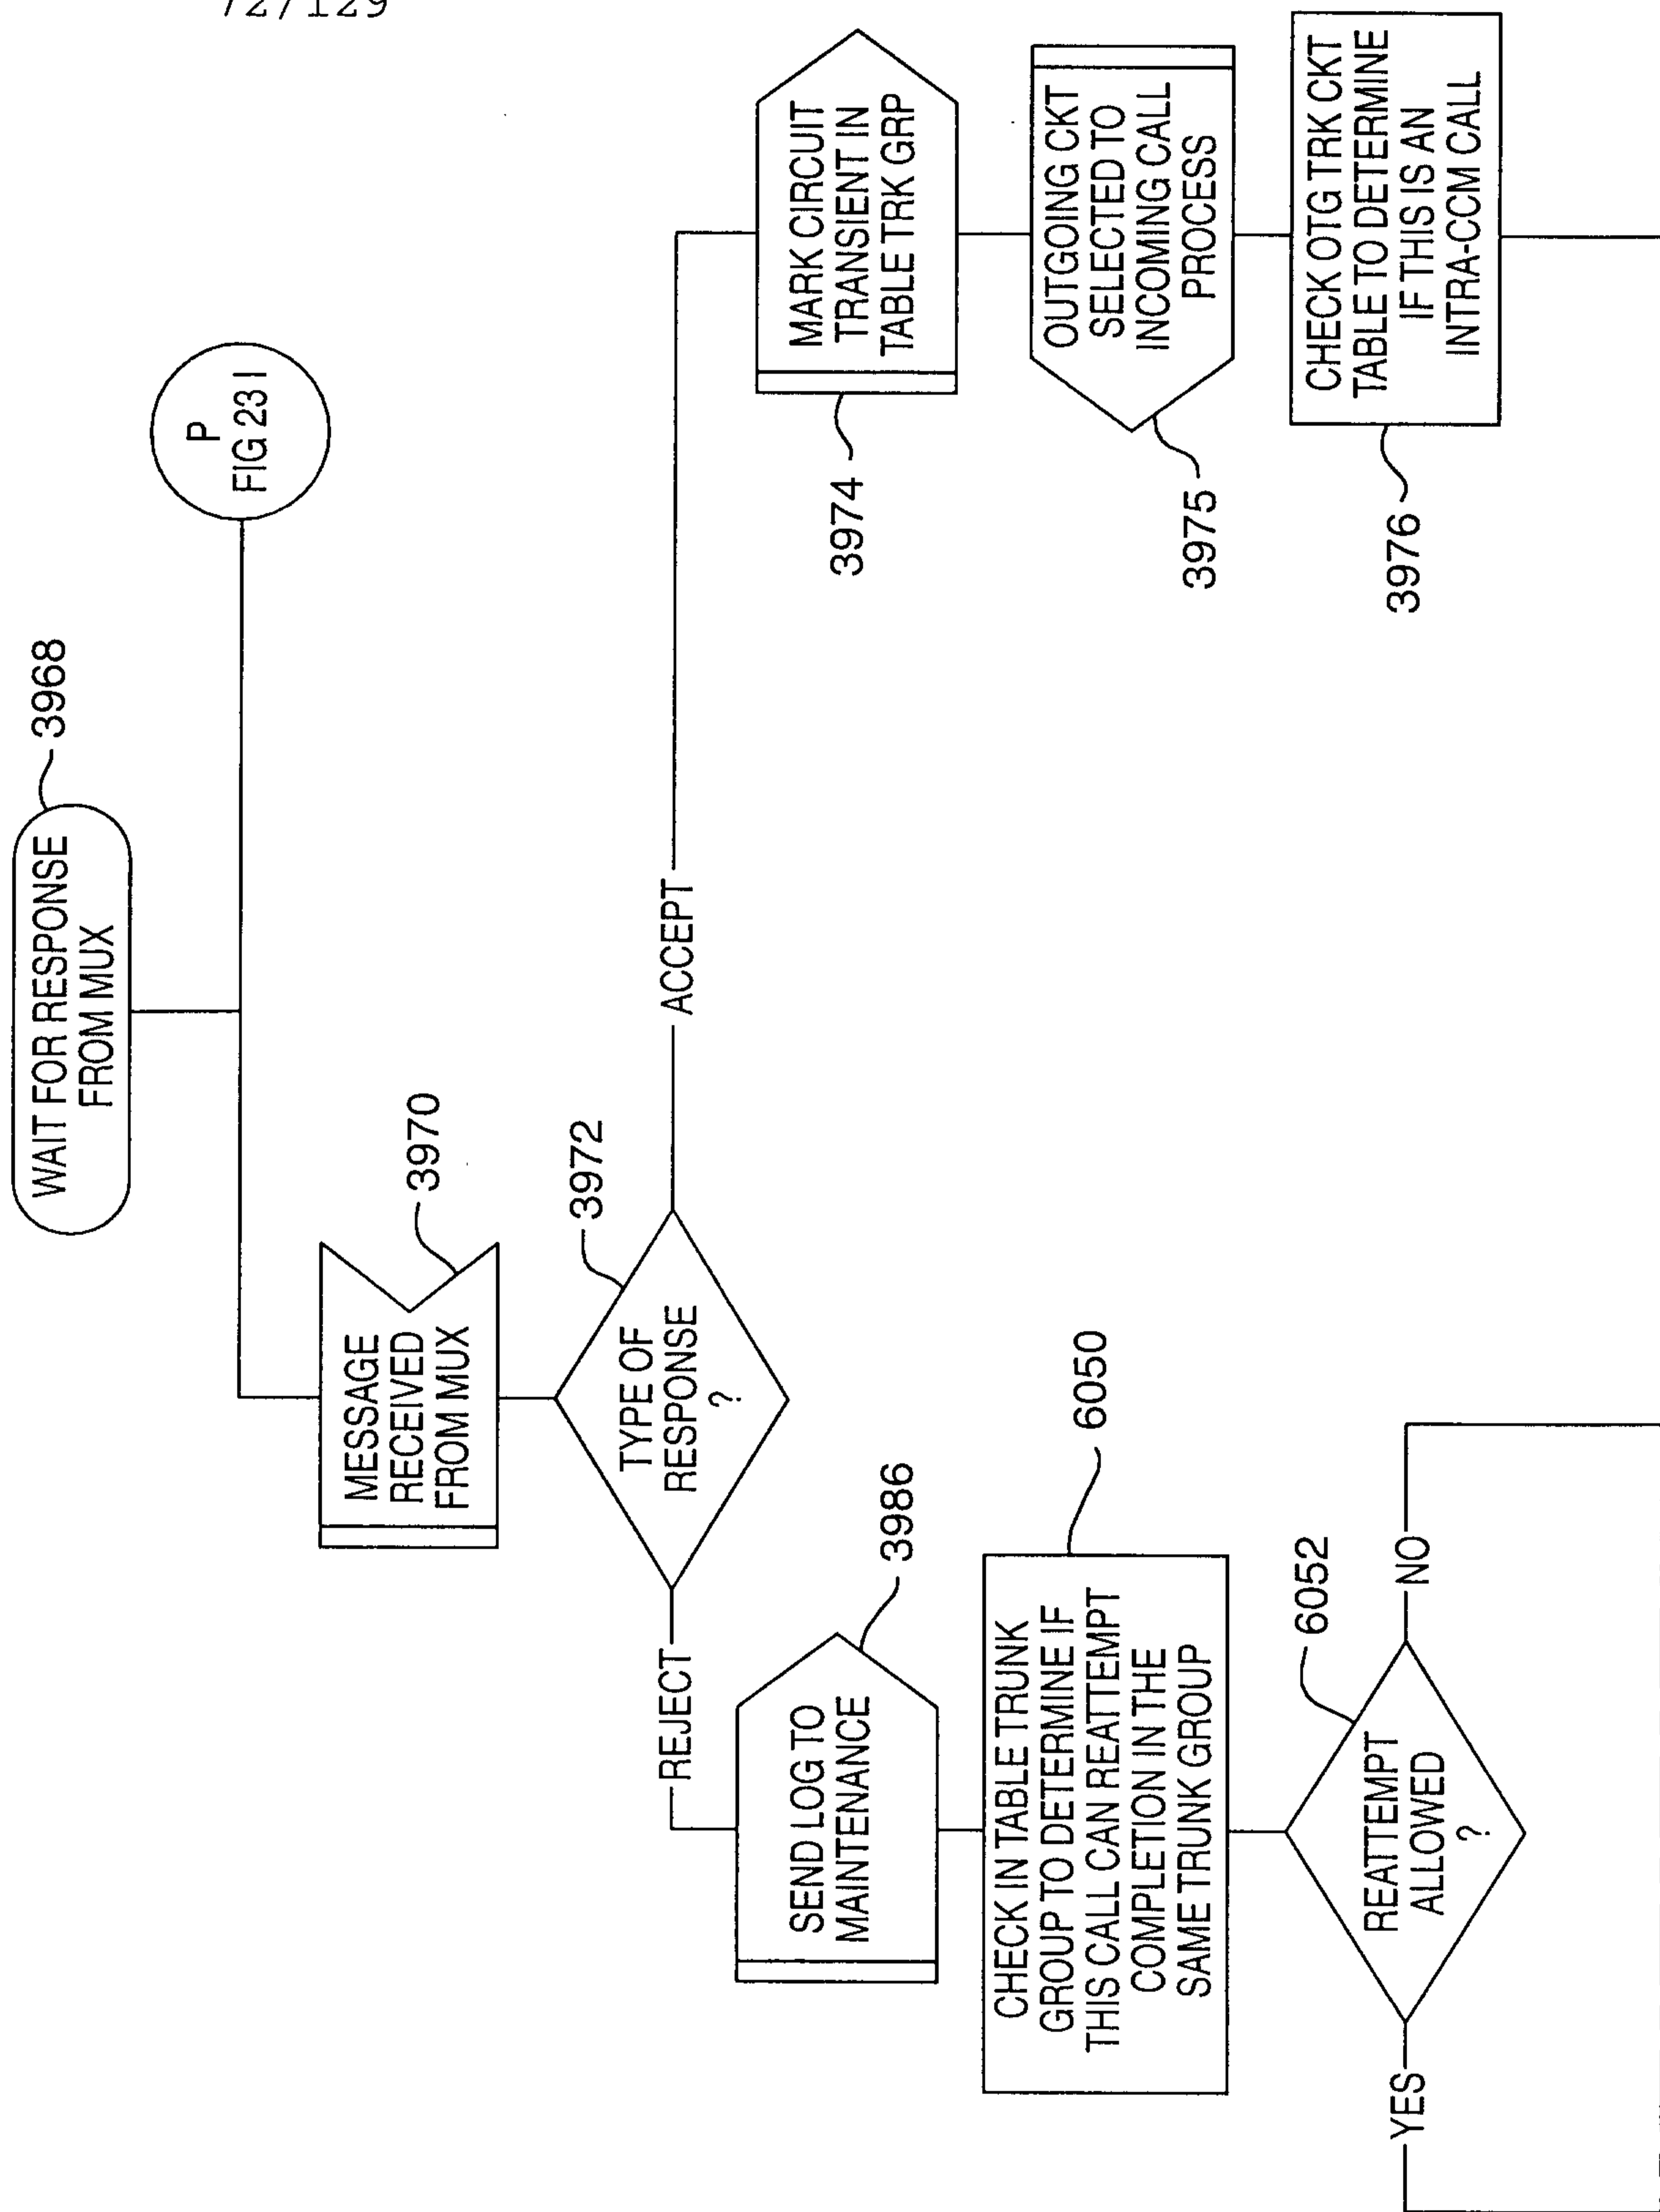 72/129
WAIT FOR RESPONSE
FROM MUX
3968
P
FIG 23 I
MESSAGE
RECEIVED
FROM MUX
3970
TYPE OF
RESPONSE
?
3972
REJECT
ACCEPT
SEND LOG TO
MAINTENANCE
3986
CHECK IN TABLE TRUNK
GROUP TO DETERMINE IF
THIS CALL CAN REATTEMPT
COMPLETION IN THE
SAME TRUNK GROUP
6050
REATTEMPT
ALLOWED
?
6052
YES
NO
MARK CIRCUIT
TRANSIENT IN
TABLE TRK GRP
3974
OUTGOING CKT
SELECTED TO
INCOMING CALL
PROCESS
3975
CHECK OTG TRK CKT
TABLE TO DETERMINE
IF THIS IS AN
INTRA-CCM CALL
3976